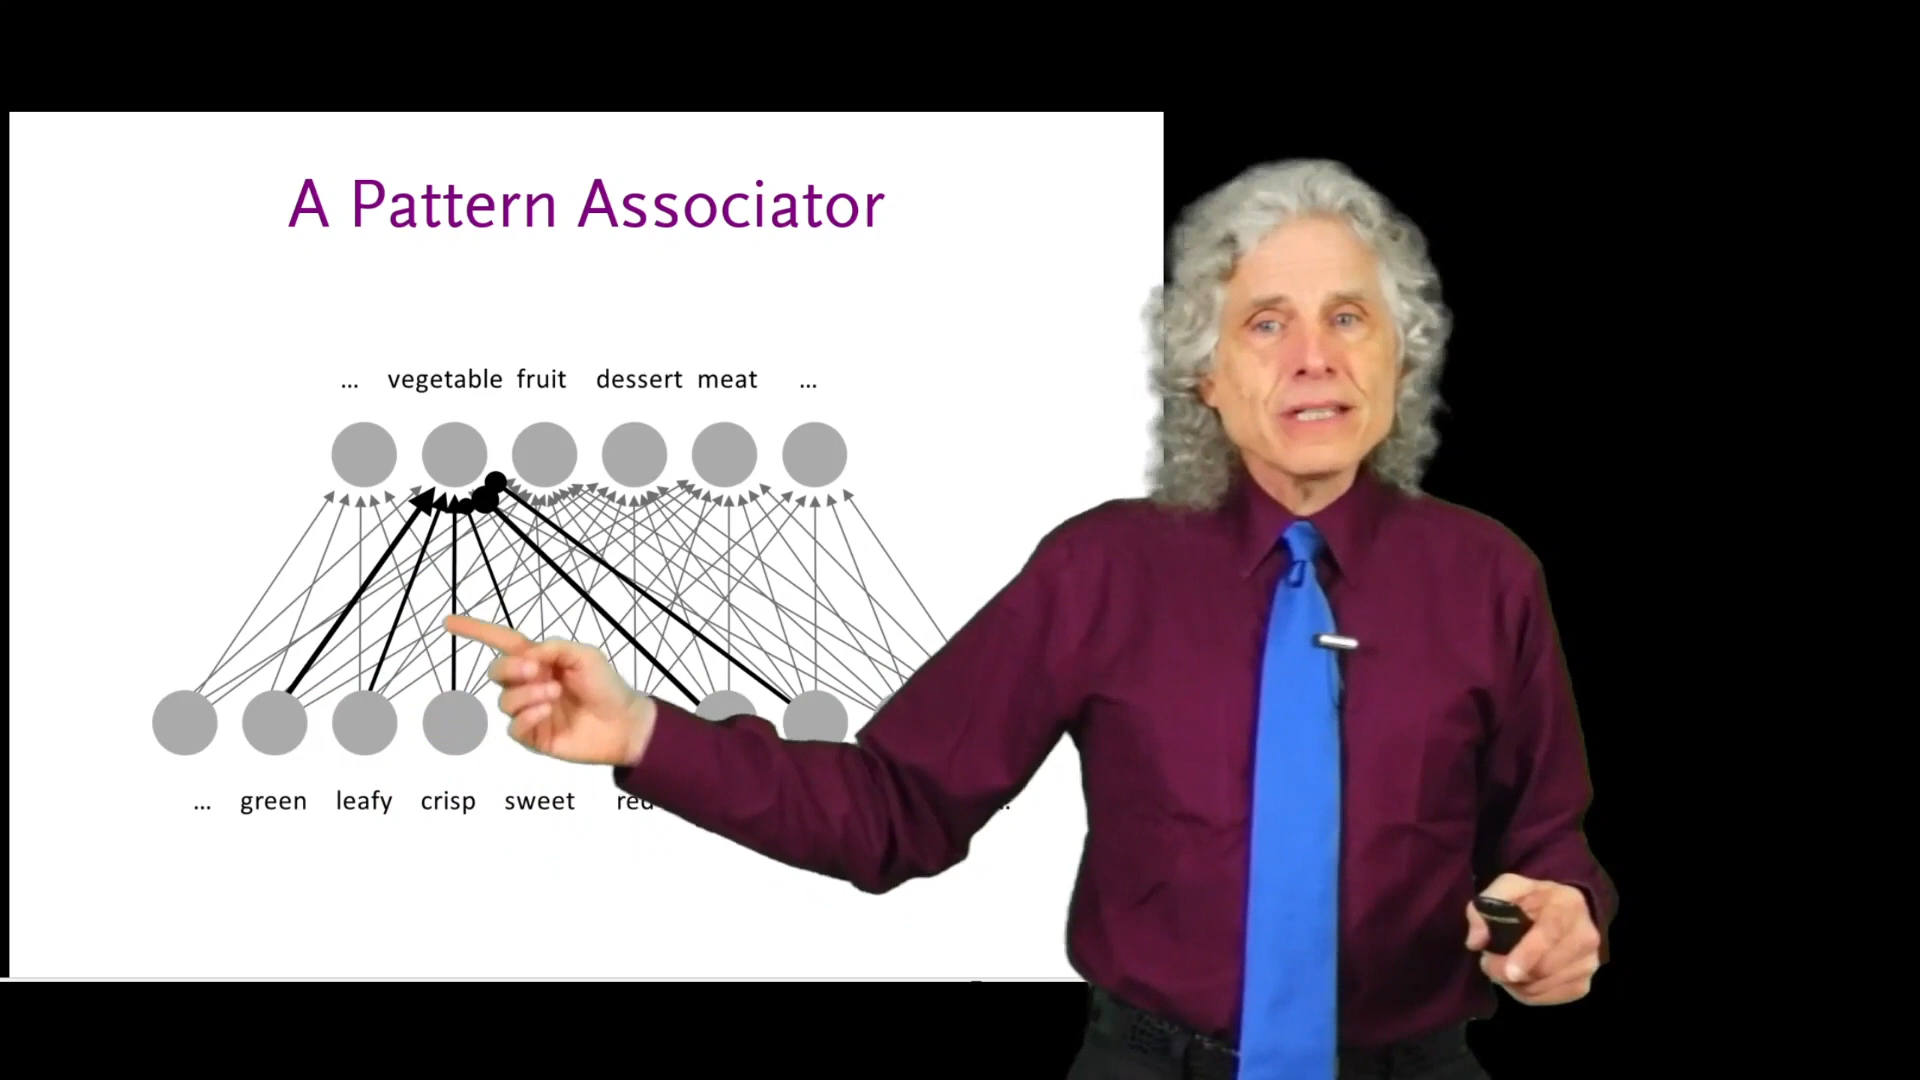 A Pattern Associator
... vegetable fruit dessert meat ...
... green leafy crisp sweet red